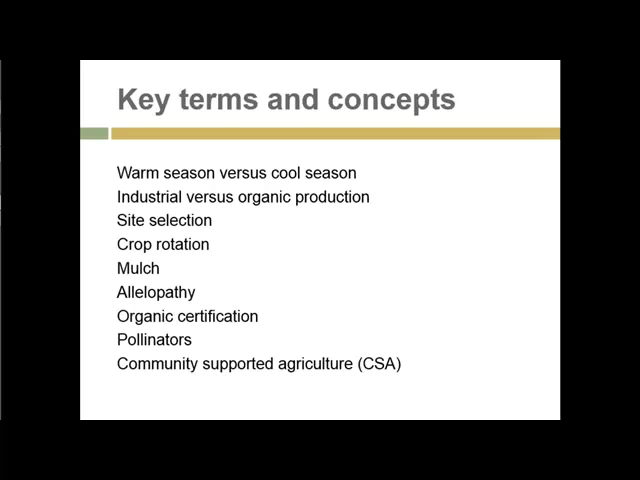 Key terms and concepts
Warm season versus cool season
Industrial versus organic production
Site selection
Crop rotation
Mulch
Allelopathy
Organic certification
Pollinators
Community supported agriculture (CSA)